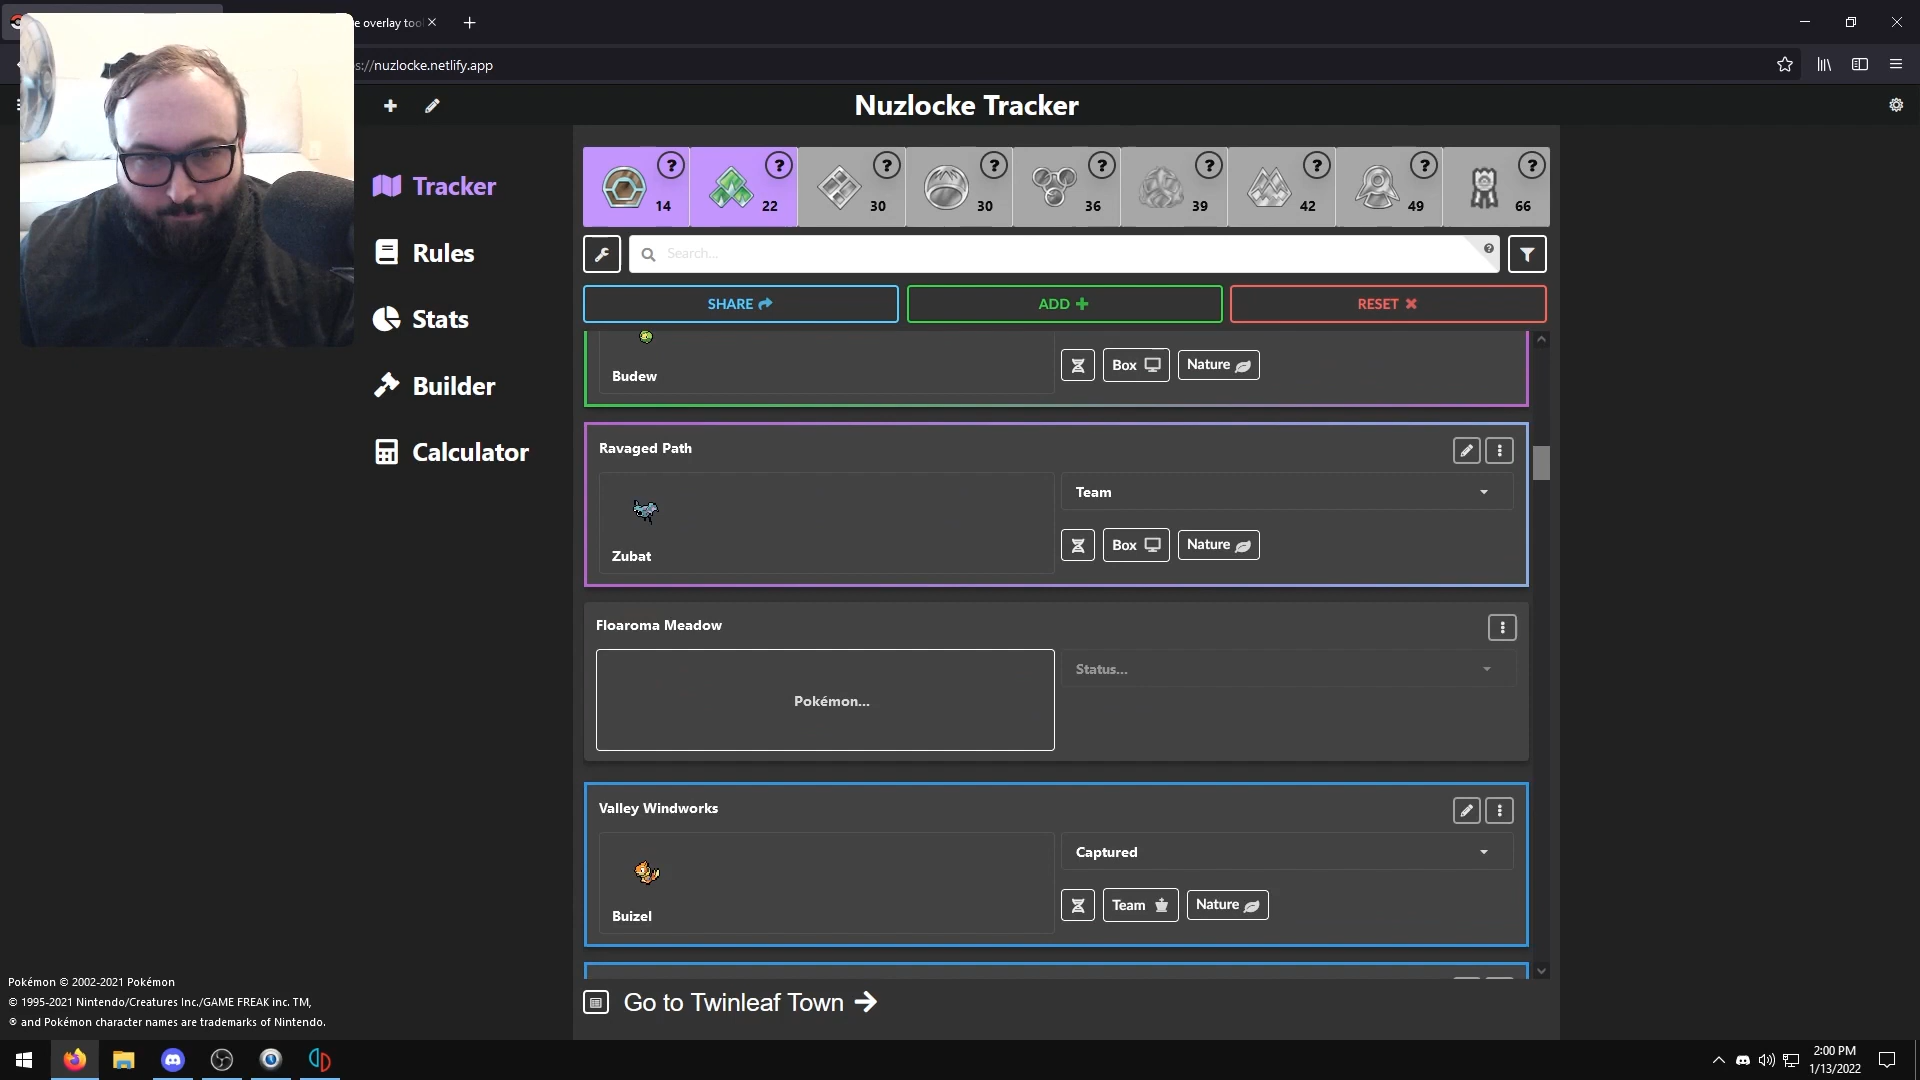 e overlay too
s://nuzlocke.netlify.app
Nuzlocke Tracker
Tracker
Rules
Stats
Builder
Calculator
? ? ? ? ? ? ? ? ?
14 22 30 30 36 39 42 49 66
Search...
SHARE ADD RESET
Budew
Box Nature
Ravaged Path
Team
Zubat
Box Nature
Floaroma Meadow
Pokémon...
Status...
Valley Windworks
Captured
Buizel
Team Nature
Go to Twinleaf Town
Pokémon © 2002-2021 Pokémon
© 1995-2021 Nintendo/Creatures Inc./GAME FREAK inc. TM,
® and Pokémon character names are trademarks of Nintendo.
2:00 PM
1/13/2022